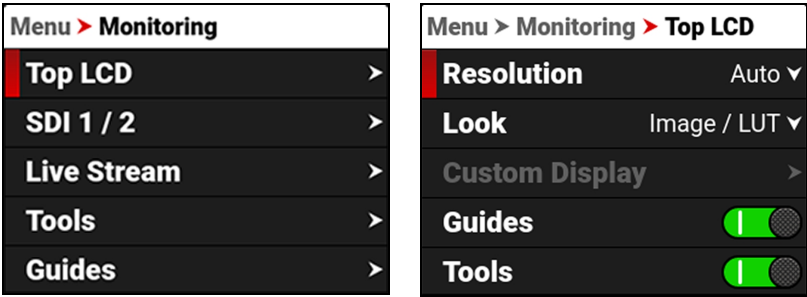 Menu ➤ Monitoring
Top LCD
SDI 1 / 2
Live Stream
Tools
Guides
Menu ➤ Monitoring ➤ Top LCD
Resolution Auto
Look Image / LUT
Custom Display
Guides
Tools